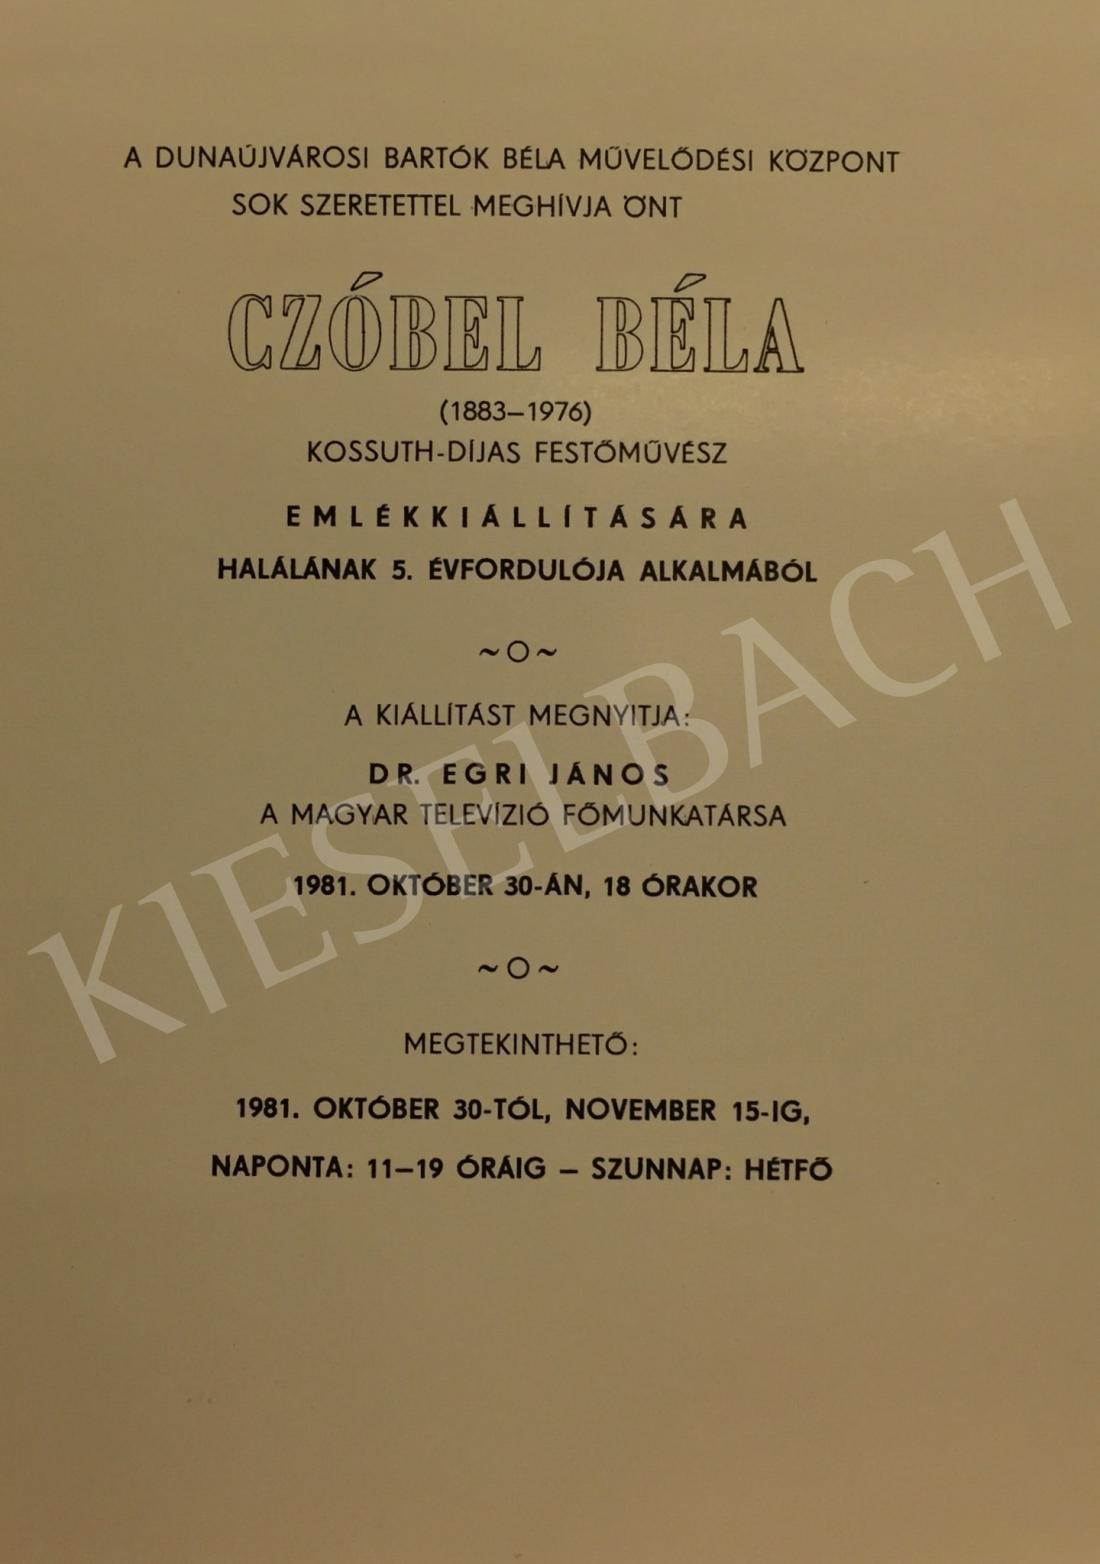 A DUNAÚJVÁROSI BARTÓK BÉLA MŰVELŐDÉSI KÖZPONT
SOK SZERETETTEL MEGHÍVJA ÖNT
CZÓBEL BÉLA
(1883–1976)
KOSSUTH-DÍJAS FESTŐMŰVÉSZ
EMLÉKKIÁLLÍTÁSÁRA
HALÁLÁNAK 5. ÉVFORDULÓJA ALKALMÁBÓL
~O~
A KIÁLLÍTÁST MEGNYITJA:
DR. EGRI JÁNOS
A MAGYAR TELEVÍZIÓ FŐMUNKATÁRSA
1981. OKTÓBER 30-ÁN, 18 ÓRAKOR
~O~
MEGTEKINTHETŐ:
1981. OKTÓBER 30-TÓL, NOVEMBER 15-IG,
NAPONTA: 11–19 ÓRÁIG – SZUNNAP: HÉTFŐ
KIESELBACH